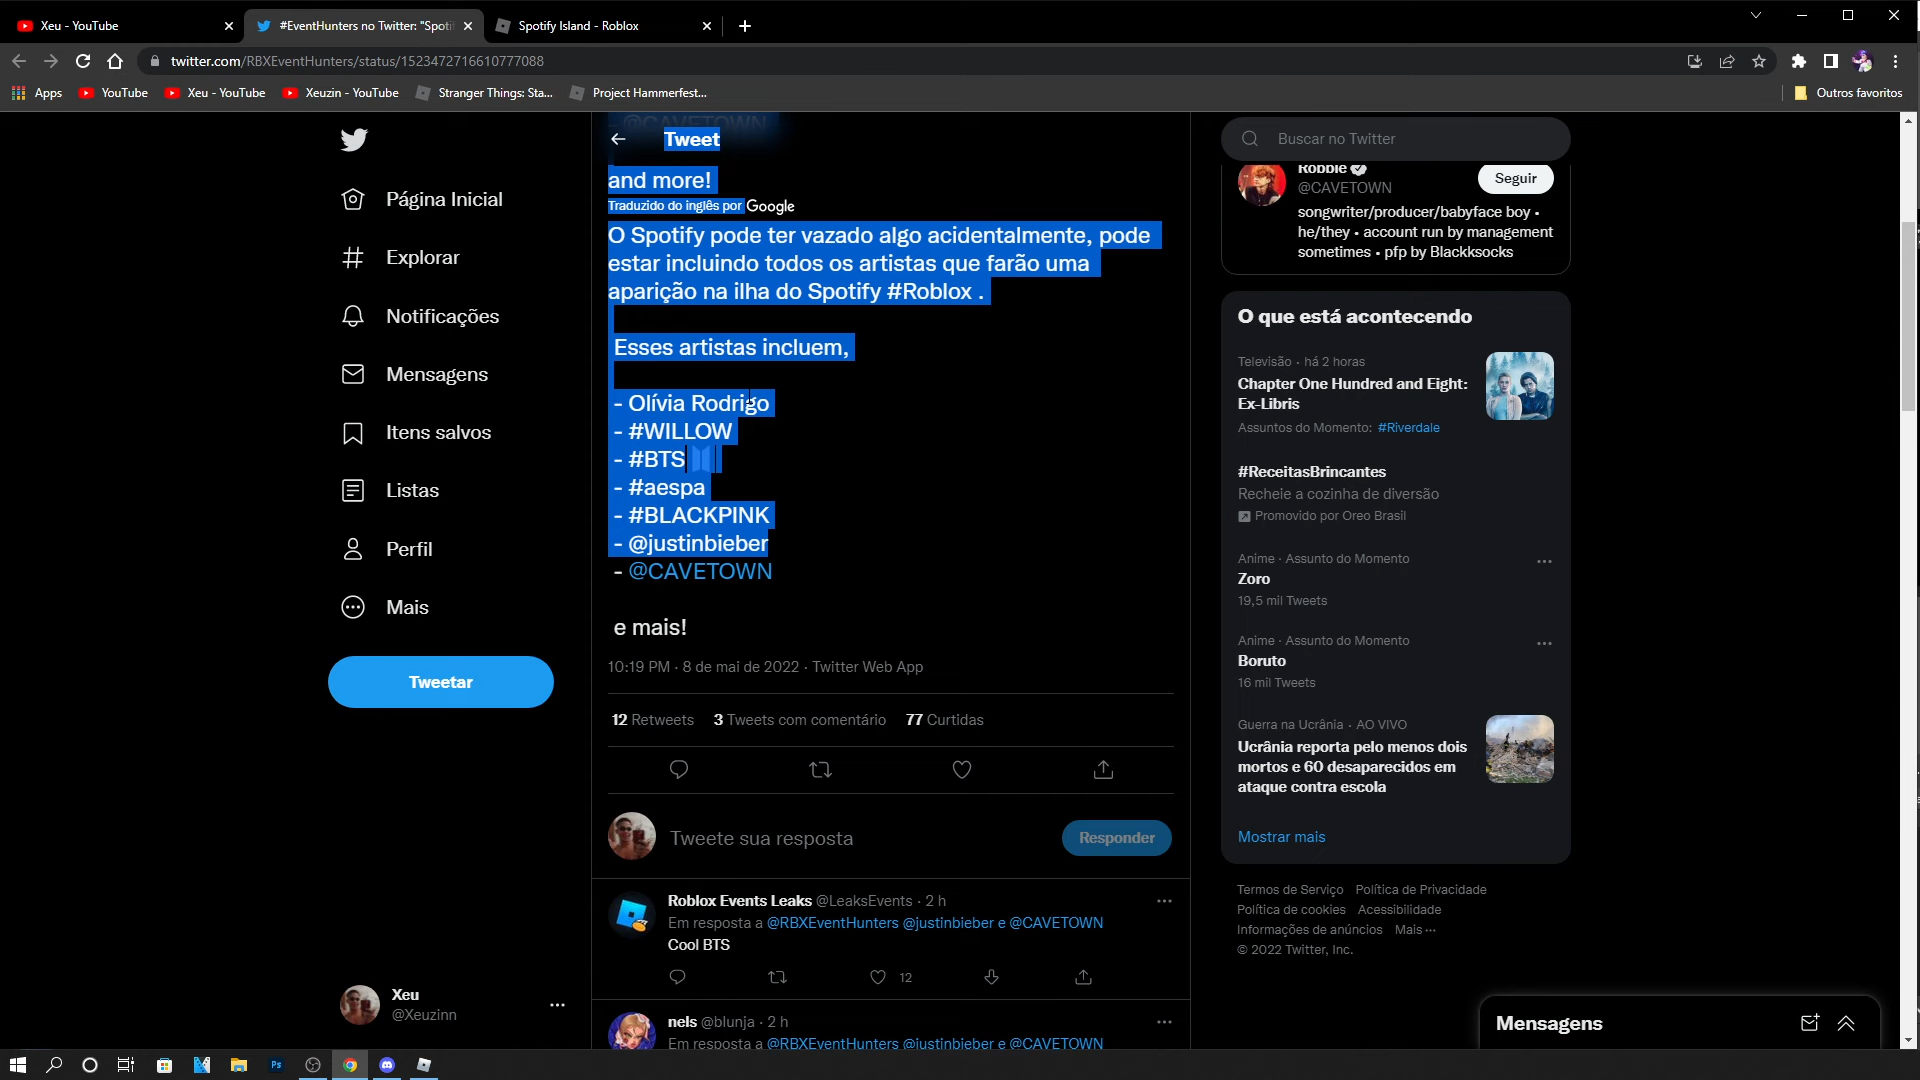 Xeu - YouTube
#EventHunters no Twitter: "Spoti
Spotify Island - Roblox
twitter.com/RBXEventHunters/status/1523472716610777088
Apps
YouTube
Xeu - YouTube
Xeuzin - YouTube
Stranger Things: Sta...
Project Hammerfest...
Outros favoritos
Página Inicial
Explorar
Notificações
Mensagens
Itens salvos
Listas
Perfil
Mais
Tweetar
Xeu
@Xeuzinn
- @CAVETOWN
Tweet
and more!
Traduzido do inglês por Google
O Spotify pode ter vazado algo acidentalmente, pode
estar incluindo todos os artistas que farão uma
aparição na ilha do Spotify #Roblox .
Esses artistas incluem,
- Olívia Rodrigo
- #WILLOW
- #BTS
- #aespa
- #BLACKPINK
- @justinbieber
- @CAVETOWN
e mais!
10:19 PM · 8 de mai de 2022 · Twitter Web App
12 Retweets 3 Tweets com comentário 77 Curtidas
Tweete sua resposta
Responder
Roblox Events Leaks @LeaksEvents · 2 h
Em resposta a @RBXEventHunters @justinbieber e @CAVETOWN
Cool BTS
12
nels @blunja · 2 h
Em resposta a @RBXEventHunters @justinbieber e @CAVETOWN
Buscar no Twitter
Robbie
@CAVETOWN
Seguir
songwriter/producer/babyface boy •
he/they • account run by management
sometimes • pfp by Blackksocks
O que está acontecendo
Televisão · há 2 horas
Chapter One Hundred and Eight:
Ex-Libris
Assuntos do Momento: #Riverdale
#ReceitasBrincantes
Recheie a cozinha de diversão
Promovido por Oreo Brasil
Anime · Assunto do Momento
Zoro
19,5 mil Tweets
Anime · Assunto do Momento
Boruto
16 mil Tweets
Guerra na Ucrânia · AO VIVO
Ucrânia reporta pelo menos dois
mortos e 60 desaparecidos em
ataque contra escola
Mostrar mais
Termos de Serviço Política de Privacidade
Política de cookies Acessibilidade
Informações de anúncios Mais ···
© 2022 Twitter, Inc.
Mensagens
Ps